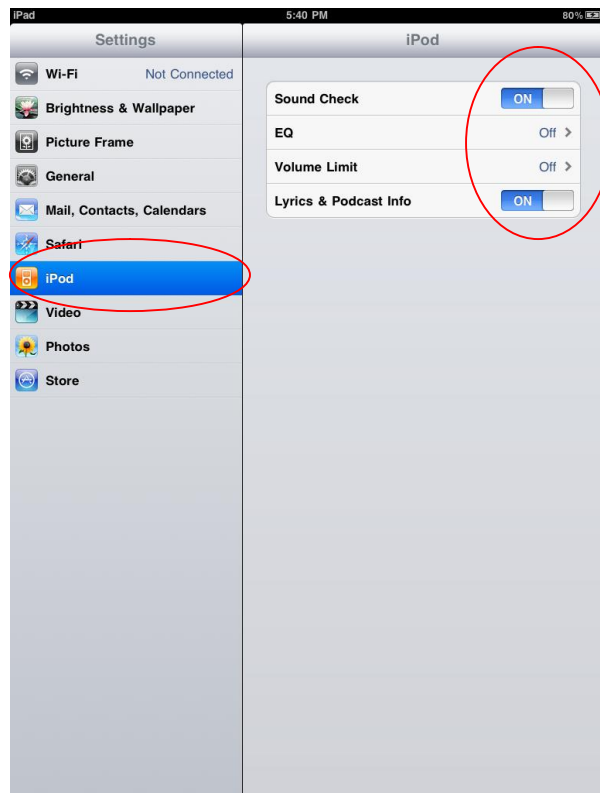 iPad 5:40 PM 80%
Settings
Wi-Fi Not Connected
Brightness & Wallpaper
Picture Frame
General
Mail, Contacts, Calendars
Safari
iPod
Video
Photos
Store
iPod
Sound Check ON
EQ Off
Volume Limit Off
Lyrics & Podcast Info ON